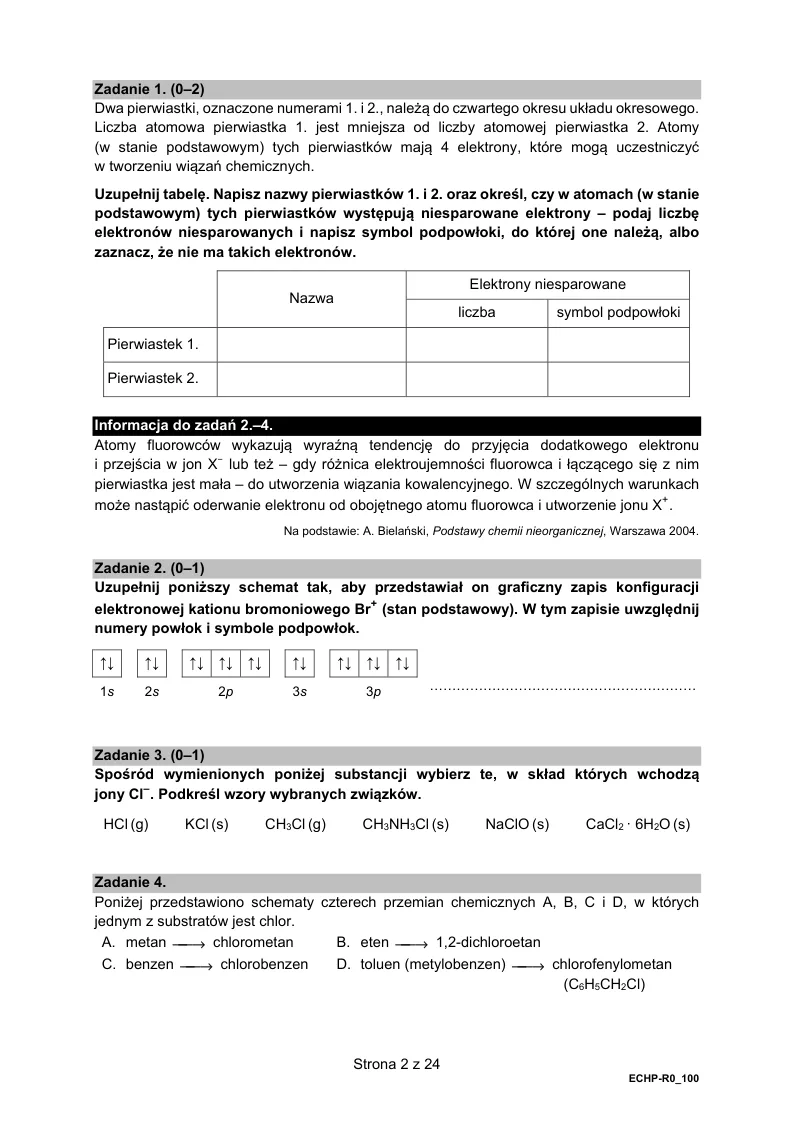 Zadanie 1. (0–2)
Dwa pierwiastki, oznaczone numerami 1. i 2., należą do czwartego okresu układu okresowego.
Liczba atomowa pierwiastka 1. jest mniejsza od liczby atomowej pierwiastka 2. Atomy
(w stanie podstawowym) tych pierwiastków mają 4 elektrony, które mogą uczestniczyć
w tworzeniu wiązań chemicznych.
Uzupełnij tabelę. Napisz nazwy pierwiastków 1. i 2. oraz określ, czy w atomach (w stanie
podstawowym) tych pierwiastków występują niesparowane elektrony – podaj liczbę
elektronów niesparowanych i napisz symbol podpowłoki, do której one należą, albo
zaznacz, że nie ma takich elektronów.
Nazwa
Elektrony niesparowane
liczba
symbol podpowłoki
Pierwiastek 1.
Pierwiastek 2.
Informacja do zadań 2.–4.
Atomy fluorowców wykazują wyraźną tendencję do przyjęcia dodatkowego elektronu
i przejścia w jon X⁻ lub też – gdy różnica elektroujemności fluorowca i łączącego się z nim
pierwiastka jest mała – do utworzenia wiązania kowalencyjnego. W szczególnych warunkach
może nastąpić oderwanie elektronu od obojętnego atomu fluorowca i utworzenie jonu X⁺.
Na podstawie: A. Bielański, Podstawy chemii nieorganicznej, Warszawa 2004.
Zadanie 2. (0–1)
Uzupełnij poniższy schemat tak, aby przedstawiał on graficzny zapis konfiguracji
elektronowej kationu bromoniowego Br⁺ (stan podstawowy). W tym zapisie uwzględnij
numery powłok i symbole podpowłok.
↑↓ ↑↓ ↑↓ ↑↓ ↑↓ ↑↓ ↑↓ ↑↓ ↑↓
1s 2s 2p 3s 3p ............................................................
Zadanie 3. (0–1)
Spośród wymienionych poniżej substancji wybierz te, w skład których wchodzą
jony Cl⁻. Podkreśl wzory wybranych związków.
HCl (g) KCl (s) CH₃Cl (g) CH₃NH₃Cl (s) NaClO (s) CaCl₂ · 6H₂O (s)
Zadanie 4.
Poniżej przedstawiono schematy czterech przemian chemicznych A, B, C i D, w których
jednym z substratów jest chlor.
A. metan ⟶ chlorometan B. eten ⟶ 1,2-dichloroetan
C. benzen ⟶ chlorobenzen D. toluen (metylobenzen) ⟶ chlorofenylometan
(C₆H₅CH₂Cl)
Strona 2 z 24
ECHP-R0_100